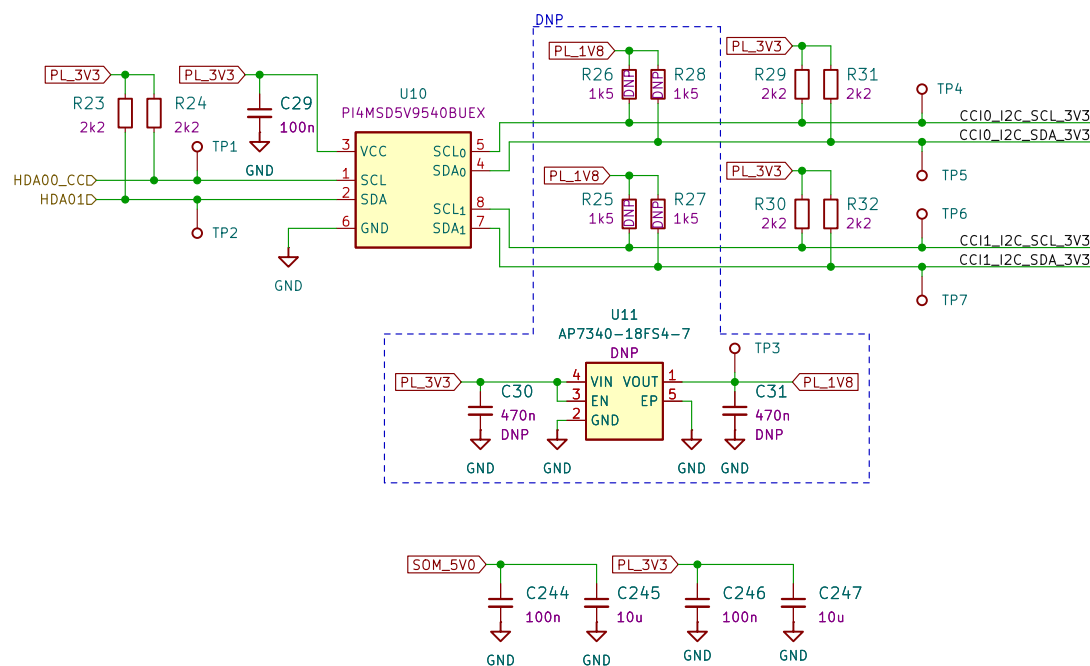 DNP
PL_3V3
PL_3V3
R23
2k2
R24
2k2
C29
100n
GND
TP1
HDA00_CC
HDA01
TP2
GND
U10
PI4MSD5V9540BUEX
3 VCC
1 SCL
2 SDA
6 GND
SCL0 5
SDA0 4
SCL1 8
SDA1 7
PL_1V8
R26
1k5
DNP
DNP
R28
1k5
PL_3V3
R29
2k2
R31
2k2
TP4
CCI0_I2C_SCL_3V3
CCI0_I2C_SDA_3V3
TP5
PL_1V8
R25
1k5
DNP
DNP
R27
1k5
PL_3V3
R30
2k2
R32
2k2
TP6
CCI1_I2C_SCL_3V3
CCI1_I2C_SDA_3V3
TP7
U11
AP7340-18FS4-7
DNP
PL_3V3
C30
470n
DNP
GND
GND
4 VIN
3 EN
2 GND
VOUT 1
EP 5
GND
TP3
PL_1V8
C31
470n
DNP
GND
SOM_5V0
C244
100n
GND
C245
10u
GND
PL_3V3
C246
100n
GND
C247
10u
GND